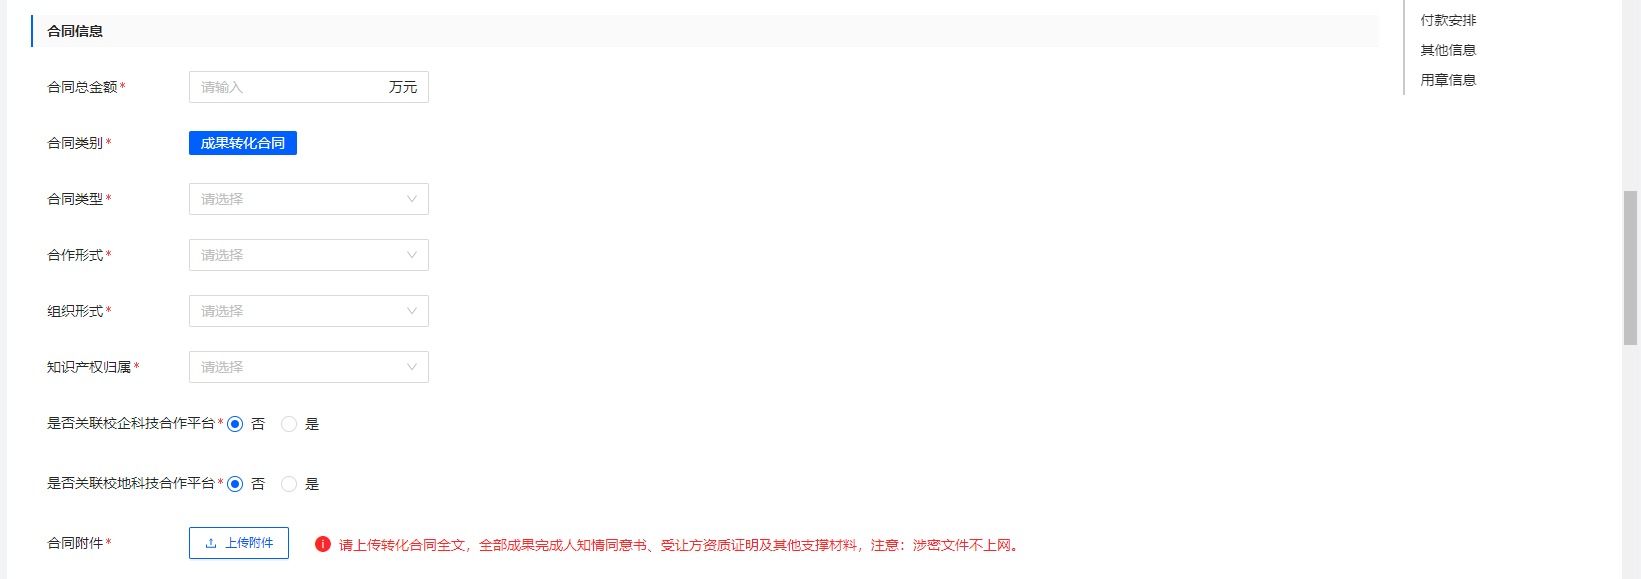 合同信息
合同总金额* 请输入 万元
合同类别* 成果转化合同
合同类型* 请选择
合作形式* 请选择
组织形式* 请选择
知识产权归属* 请选择
是否关联校企科技合作平台* 否 是
是否关联校地科技合作平台* 否 是
合同附件* 上传附件 请上传转化合同全文，全部成果完成人知情同意书、受让方资质证明及其他支撑材料，注意：涉密文件不上网。
付款安排
其他信息
用章信息